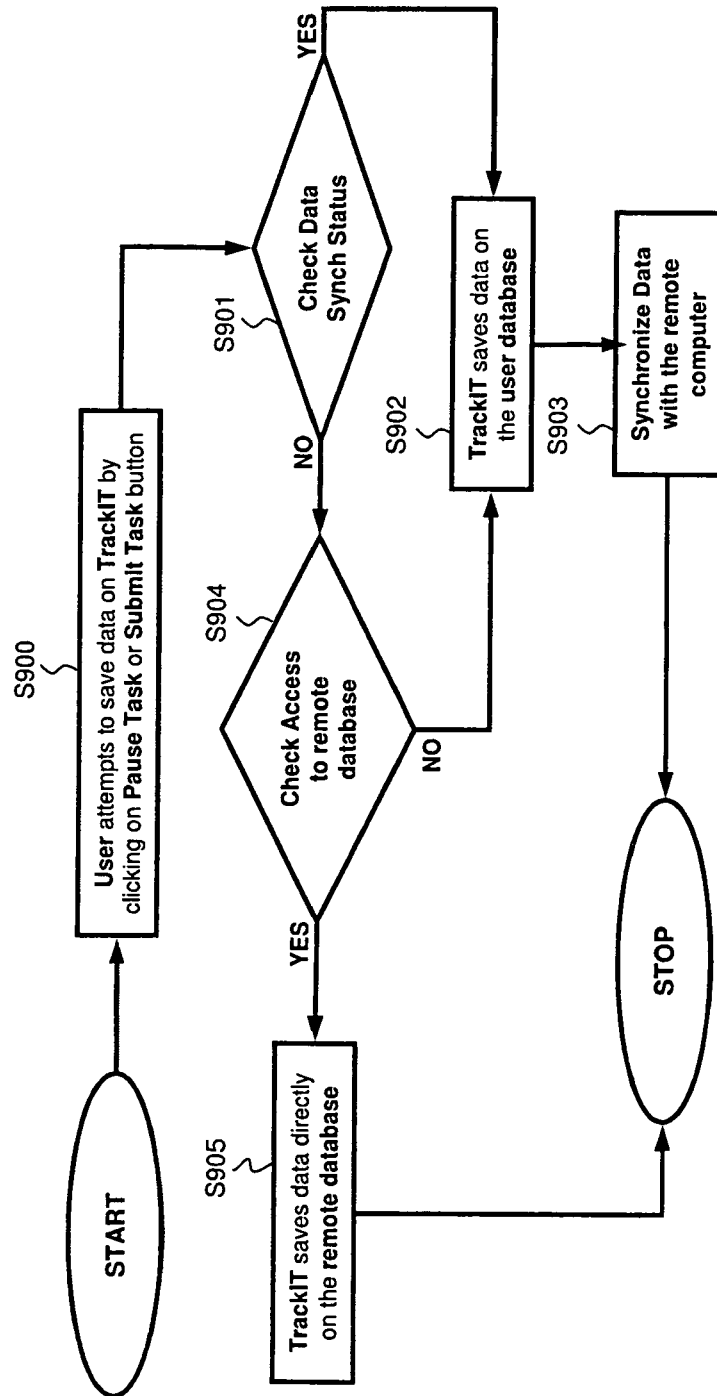 START
S900
User attempts to save data on TrackIT by
clicking on Pause Task or Submit Task button
S901
Check Data
Synch Status
YES
NO
S904
Check Access
to remote
database
YES
NO
S902
TrackIT saves data on
the user database
S903
Synchronize Data
with the remote
computer
S905
TrackIT saves data directly
on the remote database
STOP